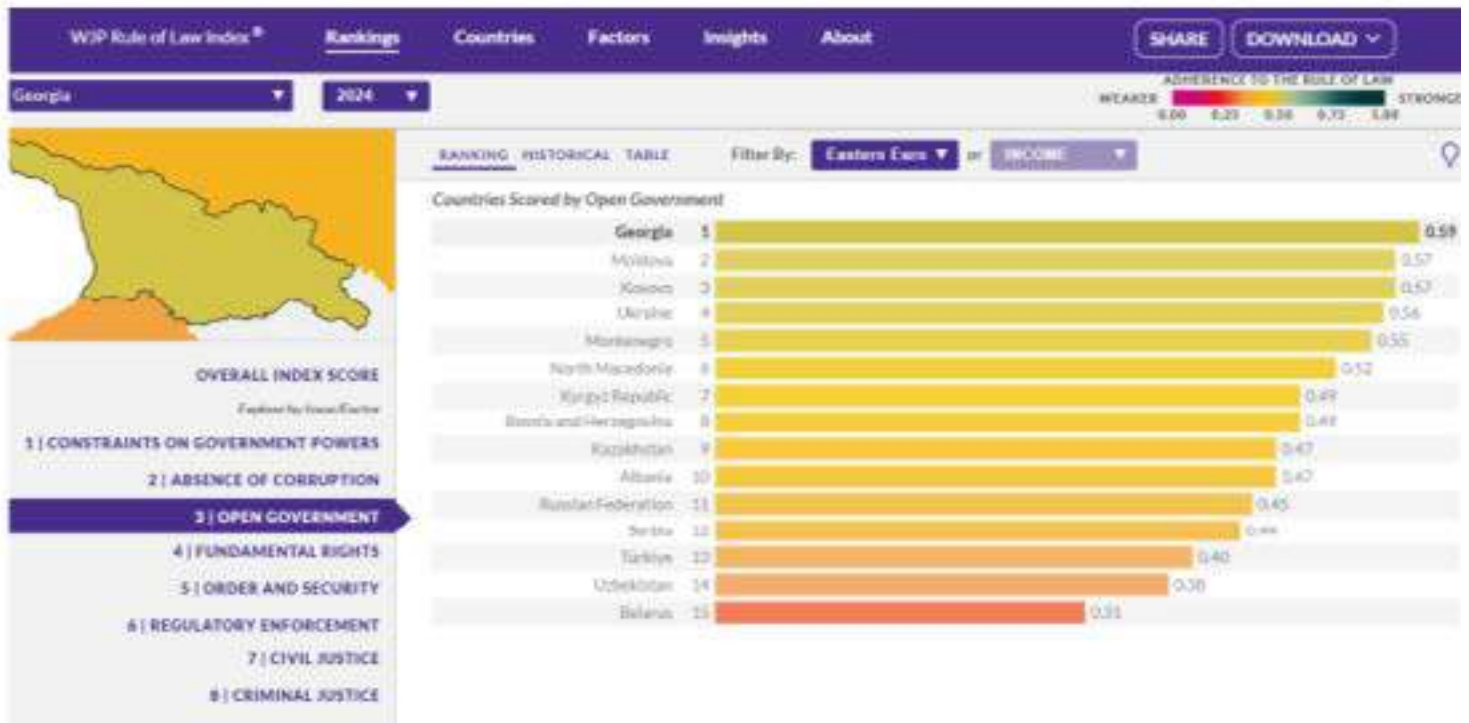 WJP Rule of Law Index ® Rankings Countries Factors Insights About SHARE DOWNLOAD
Georgia 2024
ADHERENCE TO THE RULE OF LAW
WEAKER STRONGER
0.00 0.25 0.50 0.75 1.00
RANKING HISTORICAL TABLE Filter By: Eastern Euro or INCOME
Countries Scored by Open Government
Georgia 1 0.59
Moldova 2 0.57
Kosovo 3 0.57
Ukraine 4 0.56
Montenegro 5 0.55
North Macedonia 6 0.52
Kyrgyz Republic 7 0.49
Bosnia and Herzegovina 8 0.49
Kazakhstan 9 0.47
Albania 10 0.47
Russian Federation 11 0.45
Serbia 12 0.44
Türkiye 13 0.40
Uzbekistan 14 0.38
Belarus 15 0.31
OVERALL INDEX SCORE
Explore by Issue/Factor
1 | CONSTRAINTS ON GOVERNMENT POWERS
2 | ABSENCE OF CORRUPTION
3 | OPEN GOVERNMENT
4 | FUNDAMENTAL RIGHTS
5 | ORDER AND SECURITY
6 | REGULATORY ENFORCEMENT
7 | CIVIL JUSTICE
8 | CRIMINAL JUSTICE